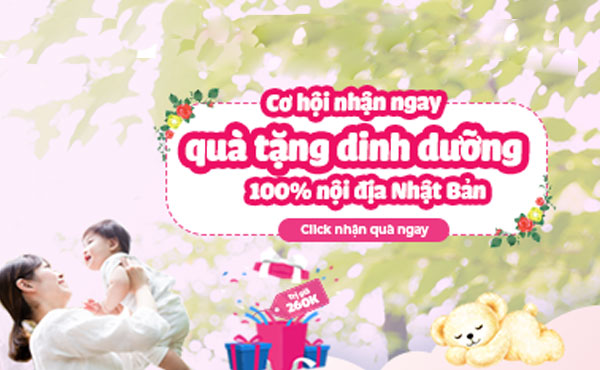 Cơ hội nhận ngay
quà tặng dinh dưỡng
100% nội địa Nhật Bản
Click nhận quà ngay
trị giá
260K